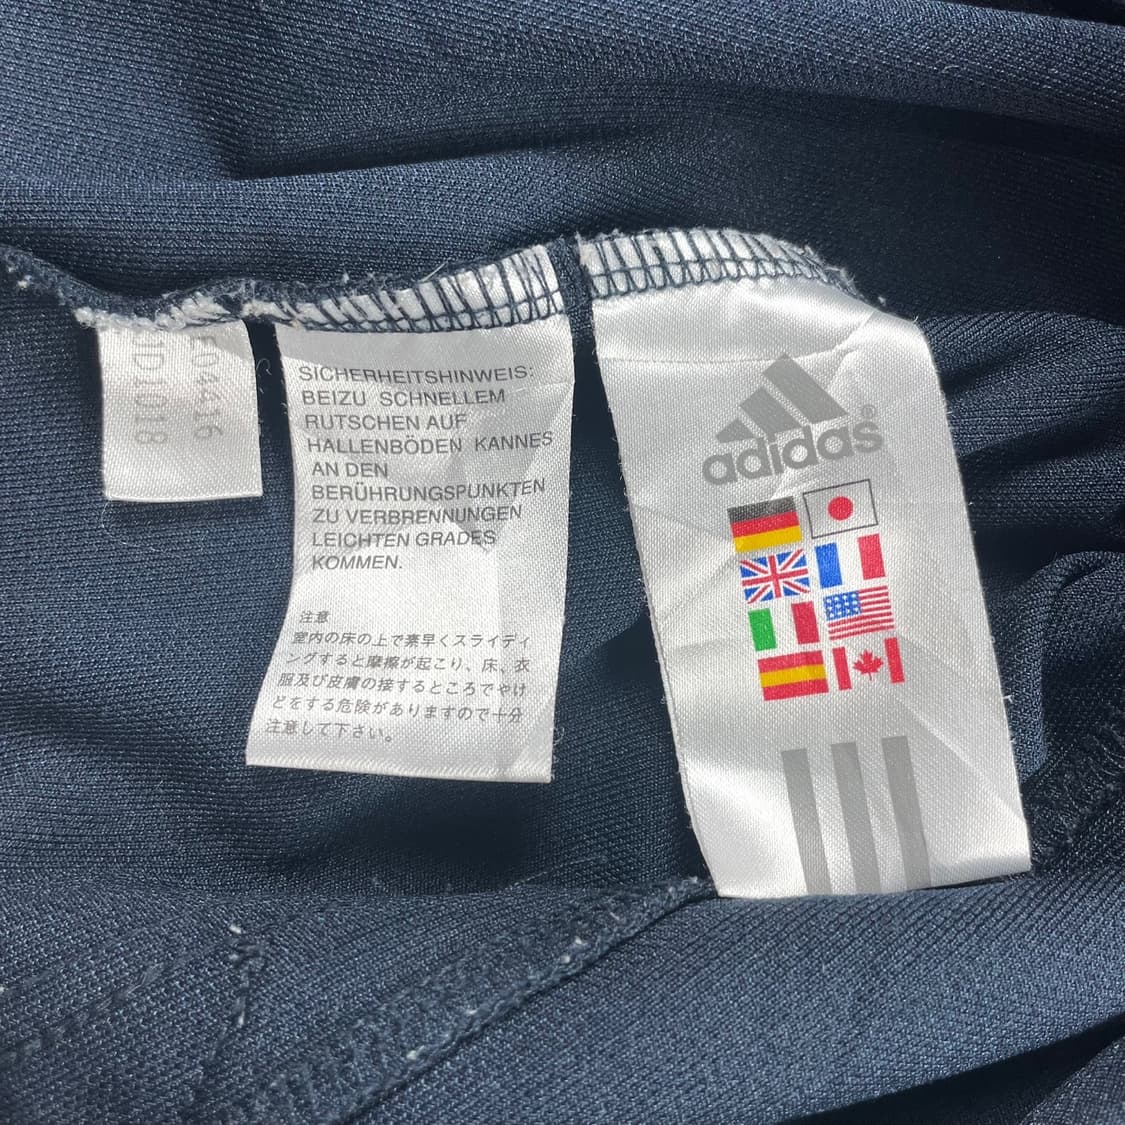 E04416
1D1018
SICHERHEITSHINWEIS:
BEIZU SCHNELLEM
RUTSCHEN AUF
HALLENBÖDEN KANNES
AN DEN
BERÜHRUNGSPUNKTEN
ZU VERBRENNUNGEN
LEICHTEN GRADES
KOMMEN.
注意
室内の床の上で素早くスライディ
ングすると摩擦が起こり、床、衣
服及び皮膚の接するところでやけ
どをする危険がありますので十分
注意して下さい。
adidas®